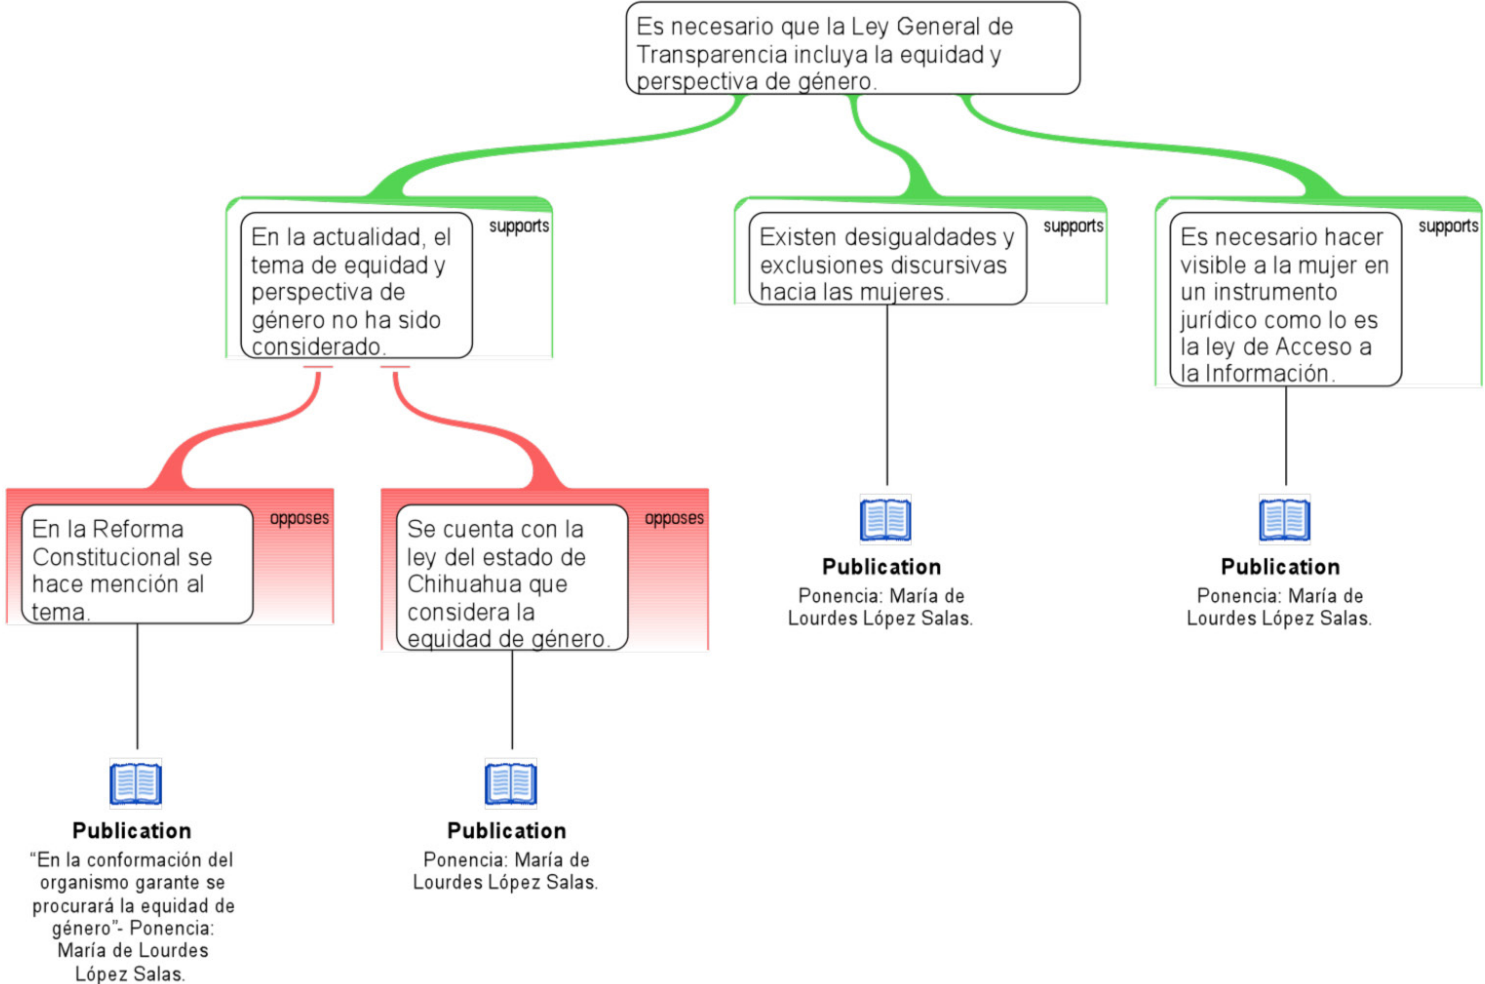 Es necesario que la Ley General de
Transparencia incluya la equidad y
perspectiva de género.
supports
En la actualidad, el
tema de equidad y
perspectiva de
género no ha sido
considerado.
supports
Existen desigualdades y
exclusiones discursivas
hacia las mujeres.
supports
Es necesario hacer
visible a la mujer en
un instrumento
jurídico como lo es
la ley de Acceso a
la Información.
opposes
En la Reforma
Constitucional se
hace mención al
tema.
opposes
Se cuenta con la
ley del estado de
Chihuahua que
considera la
equidad de género.
Publication
Ponencia: María de
Lourdes López Salas.
Publication
Ponencia: María de
Lourdes López Salas.
Publication
“En la conformación del
organismo garante se
procurará la equidad de
género”- Ponencia:
María de Lourdes
López Salas.
Publication
Ponencia: María de
Lourdes López Salas.